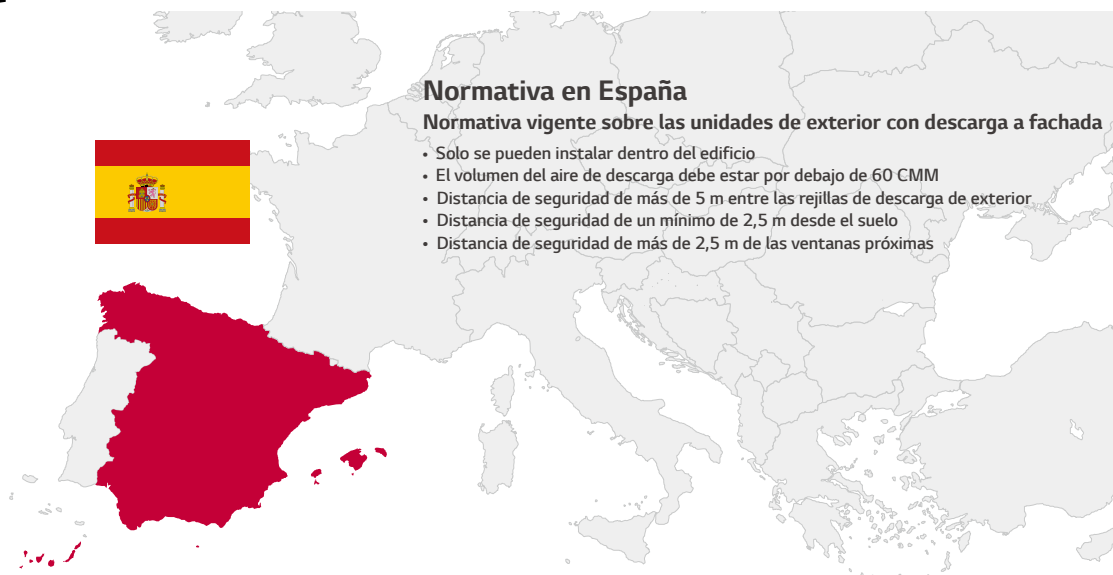 Normativa en España
Normativa vigente sobre las unidades de exterior con descarga a fachada
• Solo se pueden instalar dentro del edificio
• El volumen del aire de descarga debe estar por debajo de 60 CMM
• Distancia de seguridad de más de 5 m entre las rejillas de descarga de exterior
• Distancia de seguridad de un mínimo de 2,5 m desde el suelo
• Distancia de seguridad de más de 2,5 m de las ventanas próximas